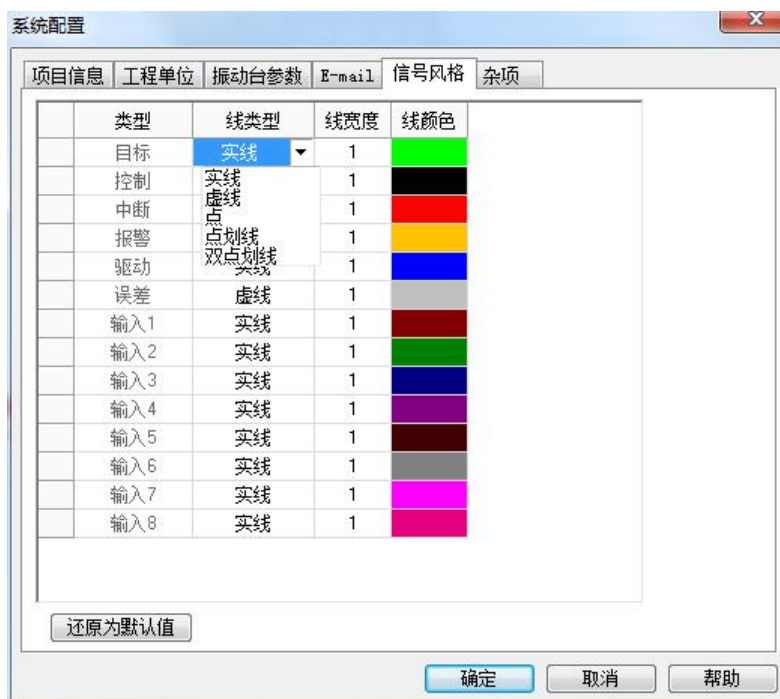 系统配置
项目信息 工程单位 振动台参数 E-mail 信号风格 杂项
类型 线类型 线宽度 线颜色
目标 实线 1
控制 实线 1
中断 虚线 1
点
报警 点划线 1
驱动 双点划线 1
实线
误差 虚线 1
输入1 实线 1
输入2 实线 1
输入3 实线 1
输入4 实线 1
输入5 实线 1
输入6 实线 1
输入7 实线 1
输入8 实线 1
还原为默认值
确定 取消 帮助